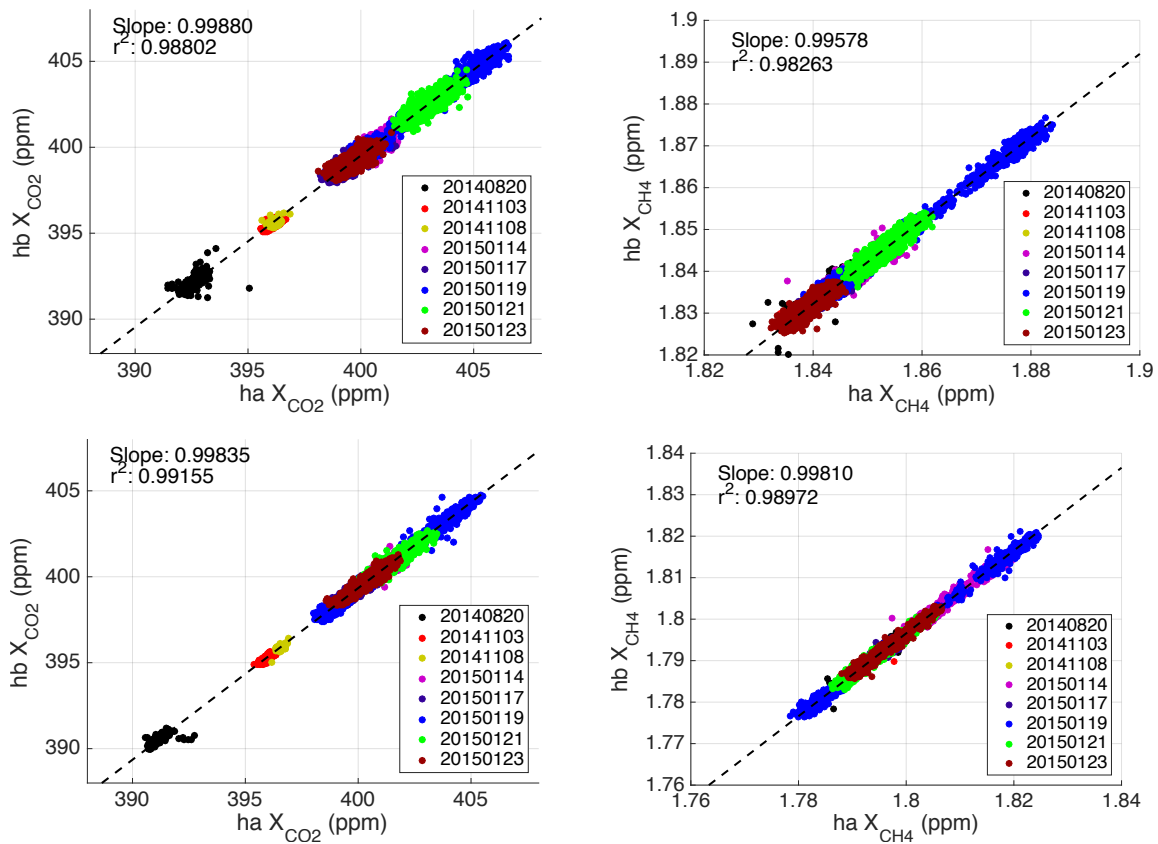 Slope: 0.99880
r²: 0.98802
405
400
395
390
hb X_CO2 (ppm)
20140820
20141103
20141108
20150114
20150117
20150119
20150121
20150123
390 395 400 405
ha X_CO2 (ppm)
1.9
Slope: 0.99578
r²: 0.98263
1.89
1.88
1.87
1.86
1.85
1.84
1.83
1.82
hb X_CH4 (ppm)
20140820
20141103
20141108
20150114
20150117
20150119
20150121
20150123
1.82 1.84 1.86 1.88 1.9
ha X_CH4 (ppm)
Slope: 0.99835
r²: 0.99155
405
400
395
390
hb X_CO2 (ppm)
20140820
20141103
20141108
20150114
20150117
20150119
20150121
20150123
390 395 400 405
ha X_CO2 (ppm)
1.84
Slope: 0.99810
r²: 0.98972
1.83
1.82
1.81
1.8
1.79
1.78
1.77
1.76
hb X_CH4 (ppm)
20140820
20141103
20141108
20150114
20150117
20150119
20150121
20150123
1.76 1.78 1.8 1.82 1.84
ha X_CH4 (ppm)